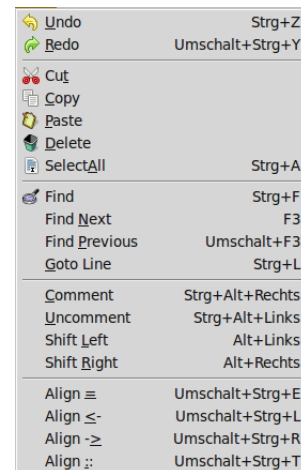 Undo Strg+Z
Redo Umschalt+Strg+Y
Cut
Copy
Paste
Delete
SelectAll Strg+A
Find Strg+F
Find Next F3
Find Previous Umschalt+F3
Goto Line Strg+L
Comment Strg+Alt+Rechts
Uncomment Strg+Alt+Links
Shift Left Alt+Links
Shift Right Alt+Rechts
Align = Umschalt+Strg+E
Align <- Umschalt+Strg+L
Align -> Umschalt+Strg+R
Align :: Umschalt+Strg+T